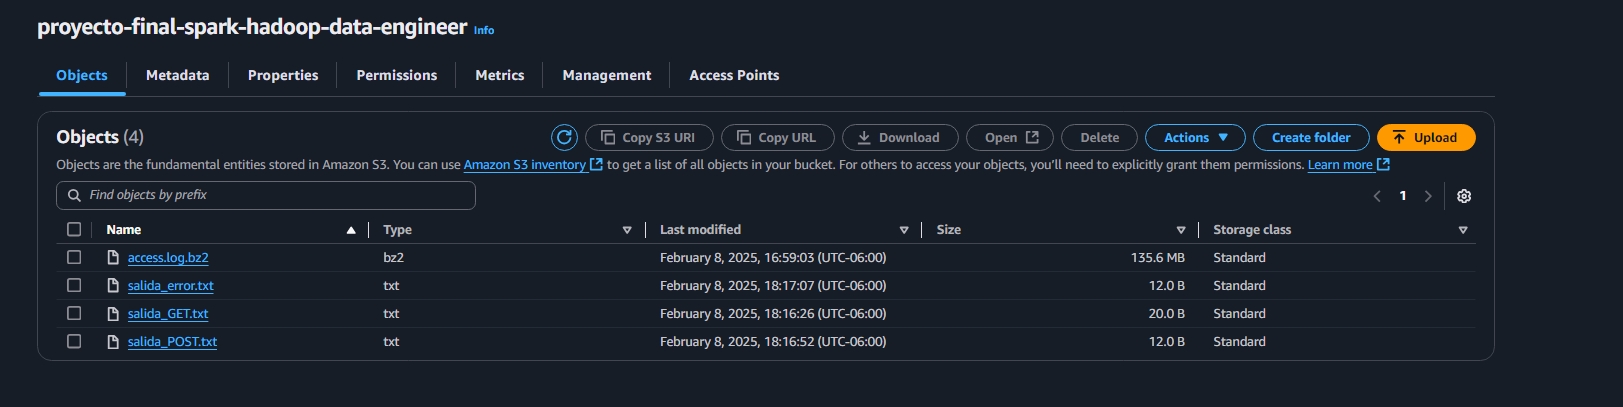 proyecto-final-spark-hadoop-data-engineer Info
Objects Metadata Properties Permissions Metrics Management Access Points
Objects (4) Copy S3 URI Copy URL Download Open Delete Actions Create folder Upload
Objects are the fundamental entities stored in Amazon S3. You can use Amazon S3 inventory to get a list of all objects in your bucket. For others to access your objects, you'll need to explicitly grant them permissions. Learn more
Find objects by prefix 1
Name Type Last modified Size Storage class
access.log.bz2 bz2 February 8, 2025, 16:59:03 (UTC-06:00) 135.6 MB Standard
salida_error.txt txt February 8, 2025, 18:17:07 (UTC-06:00) 12.0 B Standard
salida_GET.txt txt February 8, 2025, 18:16:26 (UTC-06:00) 20.0 B Standard
salida_POST.txt txt February 8, 2025, 18:16:52 (UTC-06:00) 12.0 B Standard